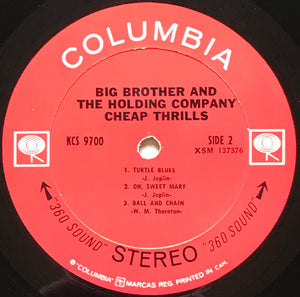 COLUMBIA
BIG BROTHER AND
THE HOLDING COMPANY
CHEAP THRILLS
KCS 9700
SIDE 2
XSM 137376
1. TURTLE BLUES
-J. Joplin-
2. OH, SWEET MARY
-J. Joplin-
3. BALL AND CHAIN
-W. M. Thornton-
"360 SOUND" STEREO "360 SOUND"
® "COLUMBIA" MARCAS REG. PRINTED IN CAN.